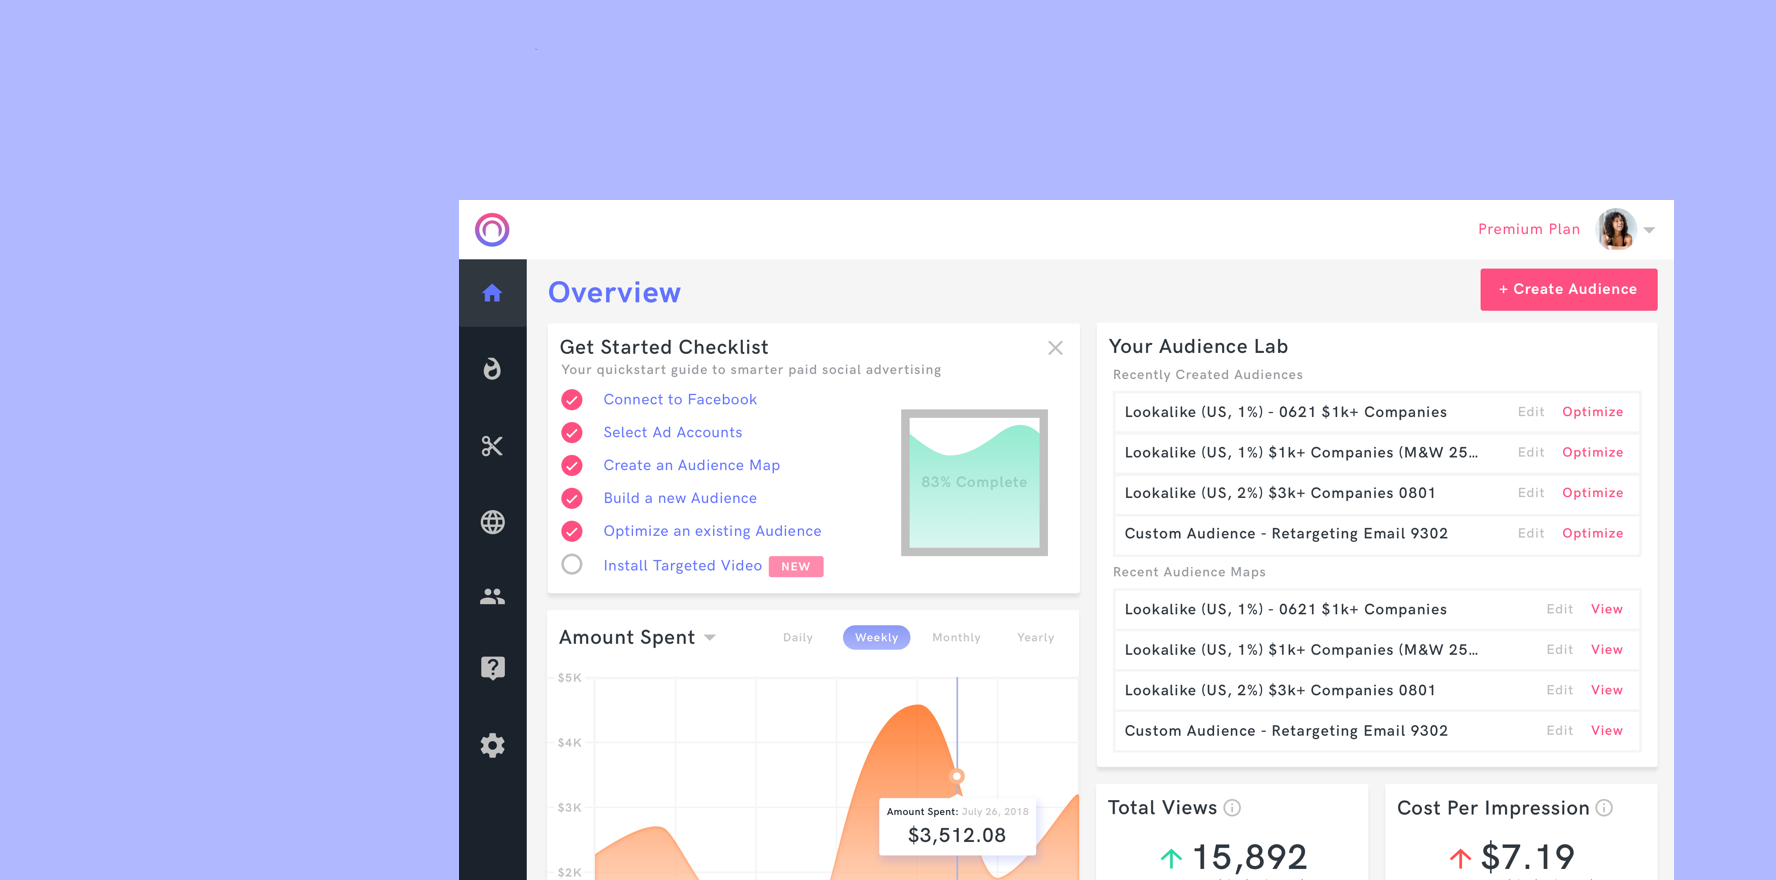 Premium Plan
Overview
+ Create Audience
Get Started Checklist
Your quickstart guide to smarter paid social advertising
Connect to Facebook
Select Ad Accounts
Create an Audience Map
Build a new Audience
Optimize an existing Audience
Install Targeted Video NEW
83% Complete
Your Audience Lab
Recently Created Audiences
Lookalike (US, 1%) - 0621 $1k+ Companies Edit Optimize
Lookalike (US, 1%) $1k+ Companies (M&W 25... Edit Optimize
Lookalike (US, 2%) $3k+ Companies 0801 Edit Optimize
Custom Audience - Retargeting Email 9302 Edit Optimize
Recent Audience Maps
Lookalike (US, 1%) - 0621 $1k+ Companies Edit View
Lookalike (US, 1%) $1k+ Companies (M&W 25... Edit View
Lookalike (US, 2%) $3k+ Companies 0801 Edit View
Custom Audience - Retargeting Email 9302 Edit View
Amount Spent Daily Weekly Monthly Yearly
$5K
$4K
$3K
$2K
Amount Spent: July 26, 2018
$3,512.08
Total Views
15,892
Cost Per Impression
$7.19